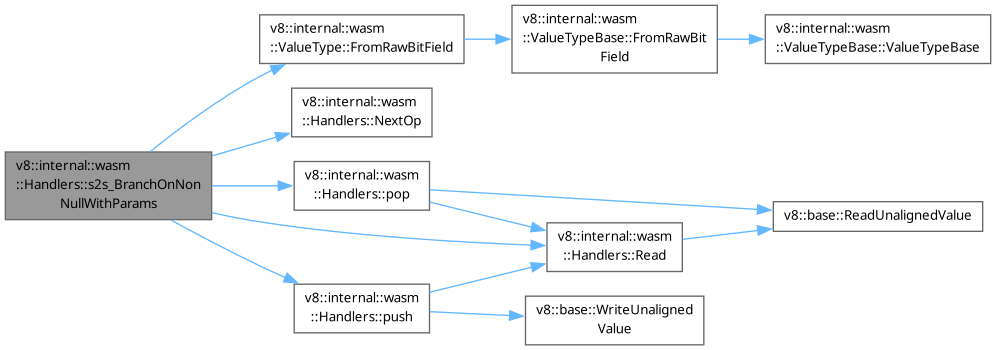 v8::internal::wasm
::Handlers::s2s_BranchOnNon
NullWithParams
v8::internal::wasm
::ValueType::FromRawBitField
v8::internal::wasm
::ValueTypeBase::FromRawBit
Field
v8::internal::wasm
::ValueTypeBase::ValueTypeBase
v8::internal::wasm
::Handlers::NextOp
v8::internal::wasm
::Handlers::pop
v8::base::ReadUnalignedValue
v8::internal::wasm
::Handlers::Read
v8::internal::wasm
::Handlers::push
v8::base::WriteUnaligned
Value